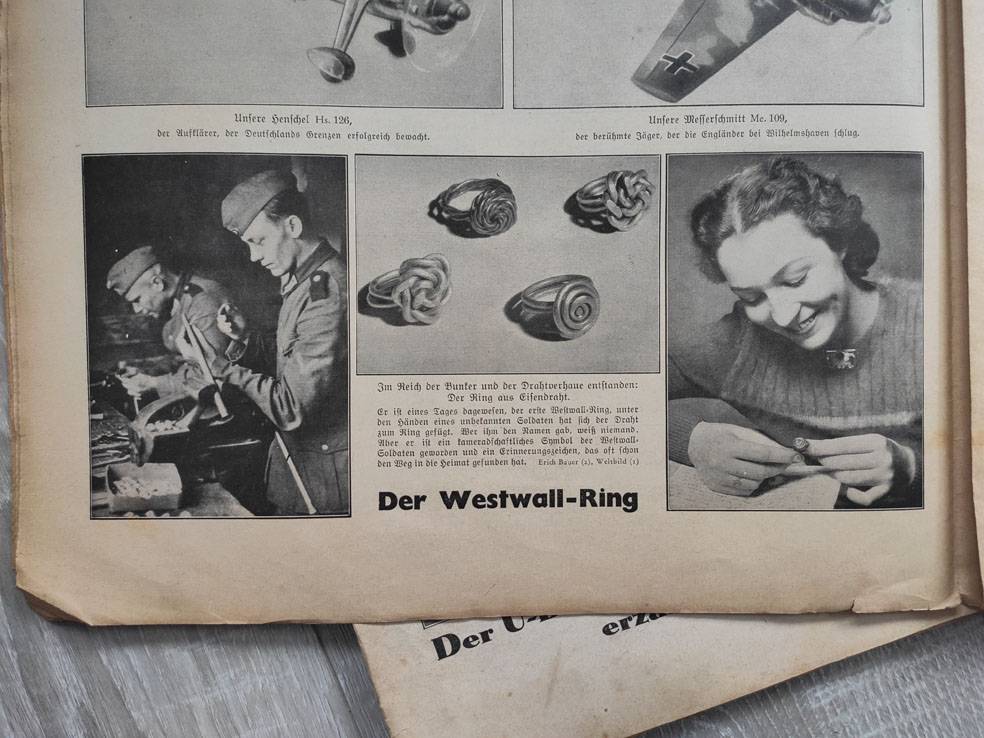 Unsere Henschel Hs. 126,
der Aufklärer, der Deutschlands Grenzen erfolgreich bewacht.
Unsere Messerschmitt Me. 109,
der berühmte Jäger, der die Engländer bei Wilhelmshaven schlug.
Im Reich der Bunker und der Drahtverhaue entstanden:
Der Ring aus Eisendraht.
Er ist eines Tages dagewesen, der erste Westwall-Ring, unter
den Händen eines unbekannten Soldaten hat sich der Draht
zum Ring gefügt. Wer ihm den Namen gab, weiß niemand.
Aber er ist ein kameradschaftliches Symbol der Westwall-
Soldaten geworden und ein Erinnerungszeichen, das oft schon
den Weg in die Heimat gefunden hat. Erich Bauer (2), Weltbild (1)
Der Westwall-Ring
Der